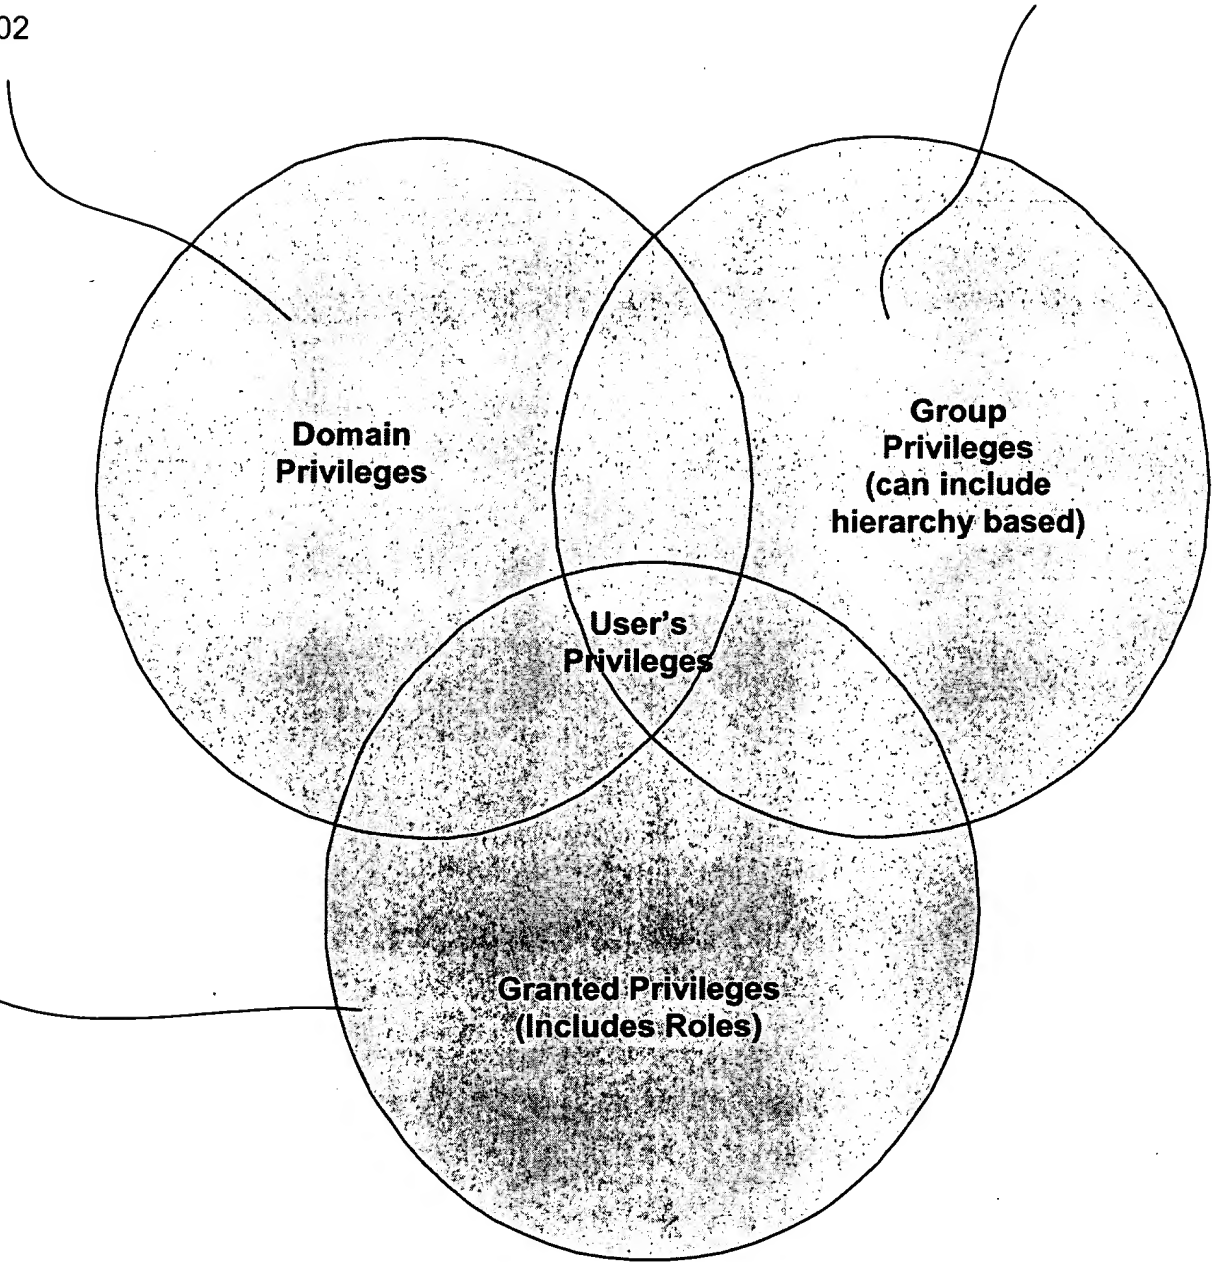 02
Domain
Privileges
Group
Privileges
(can include
hierarchy based)
User's
Privileges
Granted Privileges
(Includes Roles)